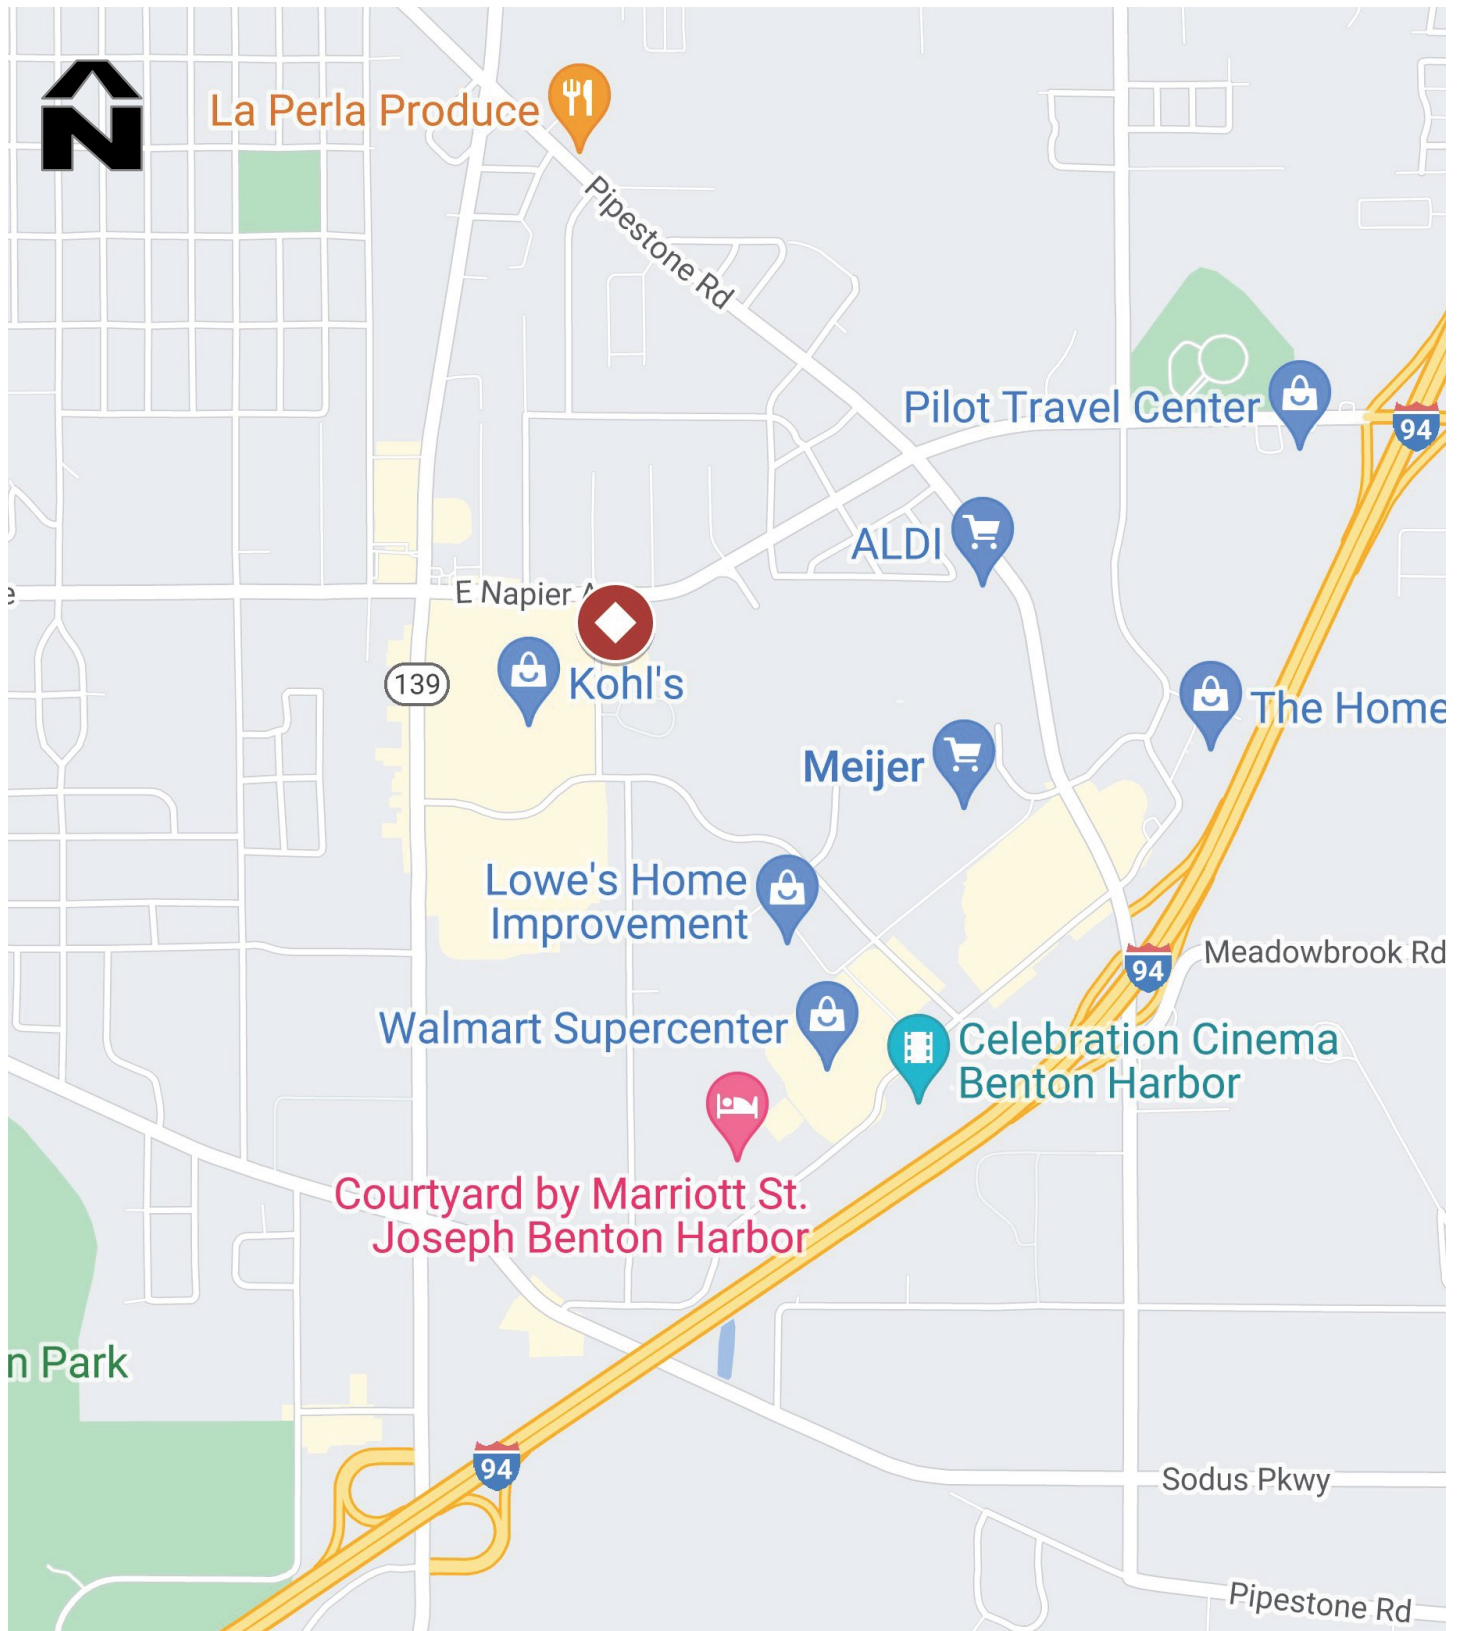 N
La Perla Produce
Pipestone Rd
Pilot Travel Center
94
ALDI
E Napier A
139
Kohl's
The Home
Meijer
Lowe's Home
Improvement
94
Meadowbrook Rd
Walmart Supercenter
Celebration Cinema
Benton Harbor
Courtyard by Marriott St.
Joseph Benton Harbor
n Park
94
Sodus Pkwy
Pipestone Rd